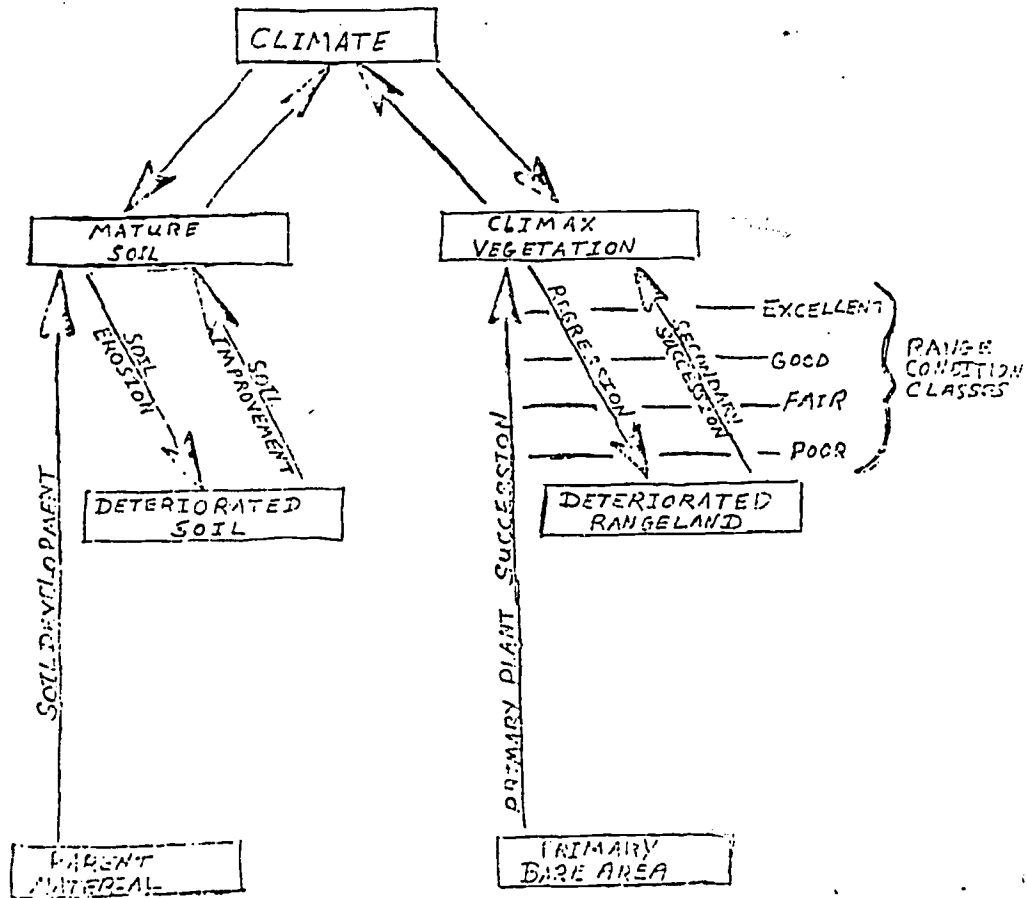 CLIMATE
MATURE
SOIL
CLIMAX
VEGETATION
SOIL
EROSION
SOIL
IMPROVEMENT
REGRESSION
SECONDARY
SUCCESSION
EXCELLENT
GOOD
FAIR
POOR
RANGE
CONDITION
CLASSES
DETERIORATED
SOIL
DETERIORATED
RANGELAND
SOIL DEVELOPMENT
PRIMARY PLANT SUCCESSION
PARENT
MATERIAL
PRIMARY
BARE AREA